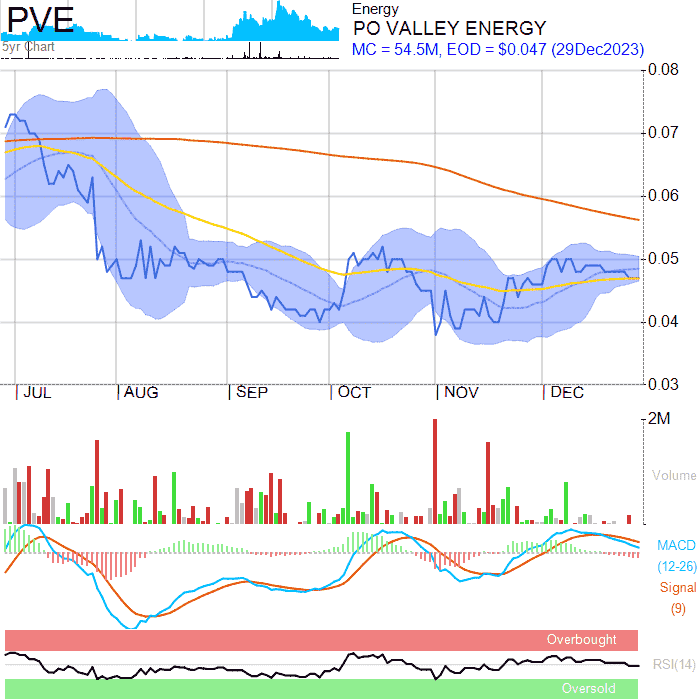 PVE
5yr Chart
Energy
PO VALLEY ENERGY
MC = 54.5M, EOD = $0.047 (29Dec2023)
0.08
0.07
0.06
0.05
0.04
0.03
JUL AUG SEP OCT NOV DEC
2M
Volume
MACD
(12-26)
Signal
(9)
Overbought
RSI(14)
Oversold